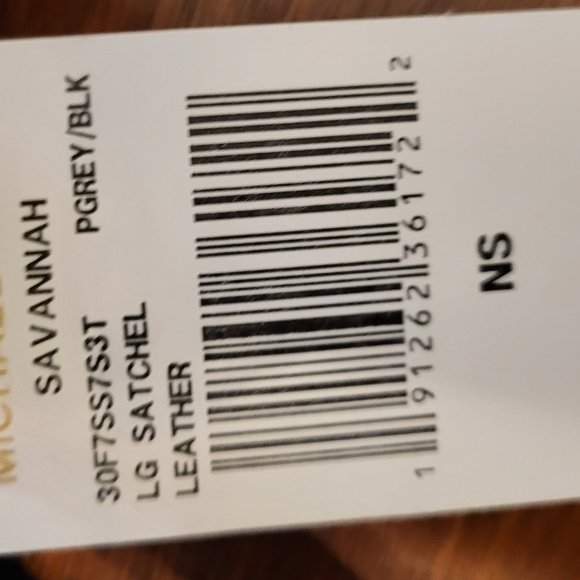 SAVANNAH
30F7SS7S3T PGREY/BLK
LG SATCHEL
LEATHER
1 91262 36172 2
NS